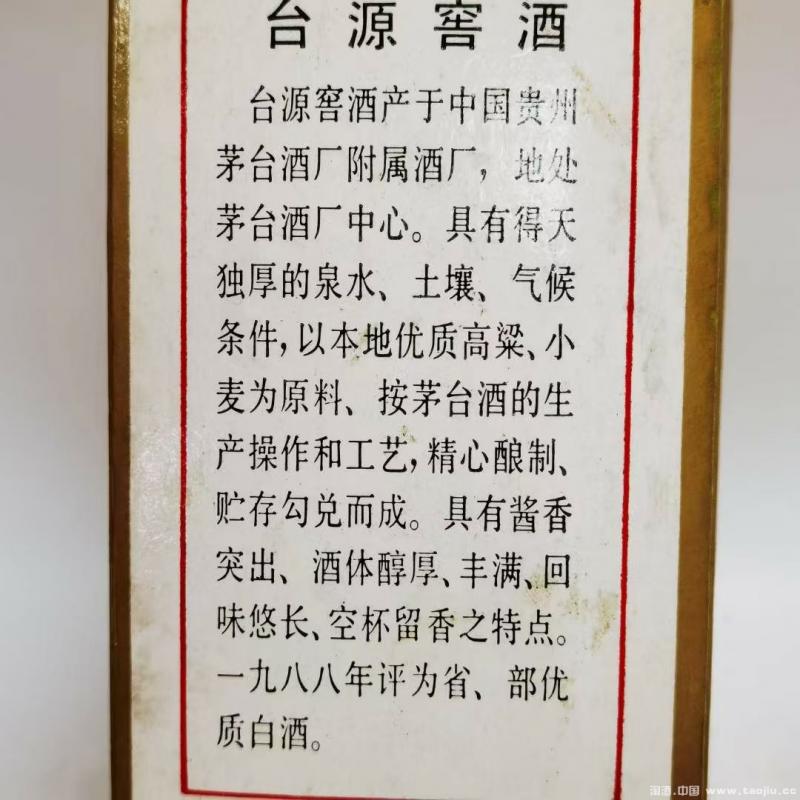 台源窖酒
台源窖酒产于中国贵州
茅台酒厂附属酒厂，地处
茅台酒厂中心。具有得天
独厚的泉水、土壤、气候
条件，以本地优质高粱、小
麦为原料、按茅台酒的生
产操作和工艺，精心酿制、
贮存勾兑而成。具有酱香
突出、酒体醇厚、丰满、回
味悠长、空杯留香之特点。
一九八八年评为省、部优
质白酒。
淘酒.中国 www.taojiu.cc